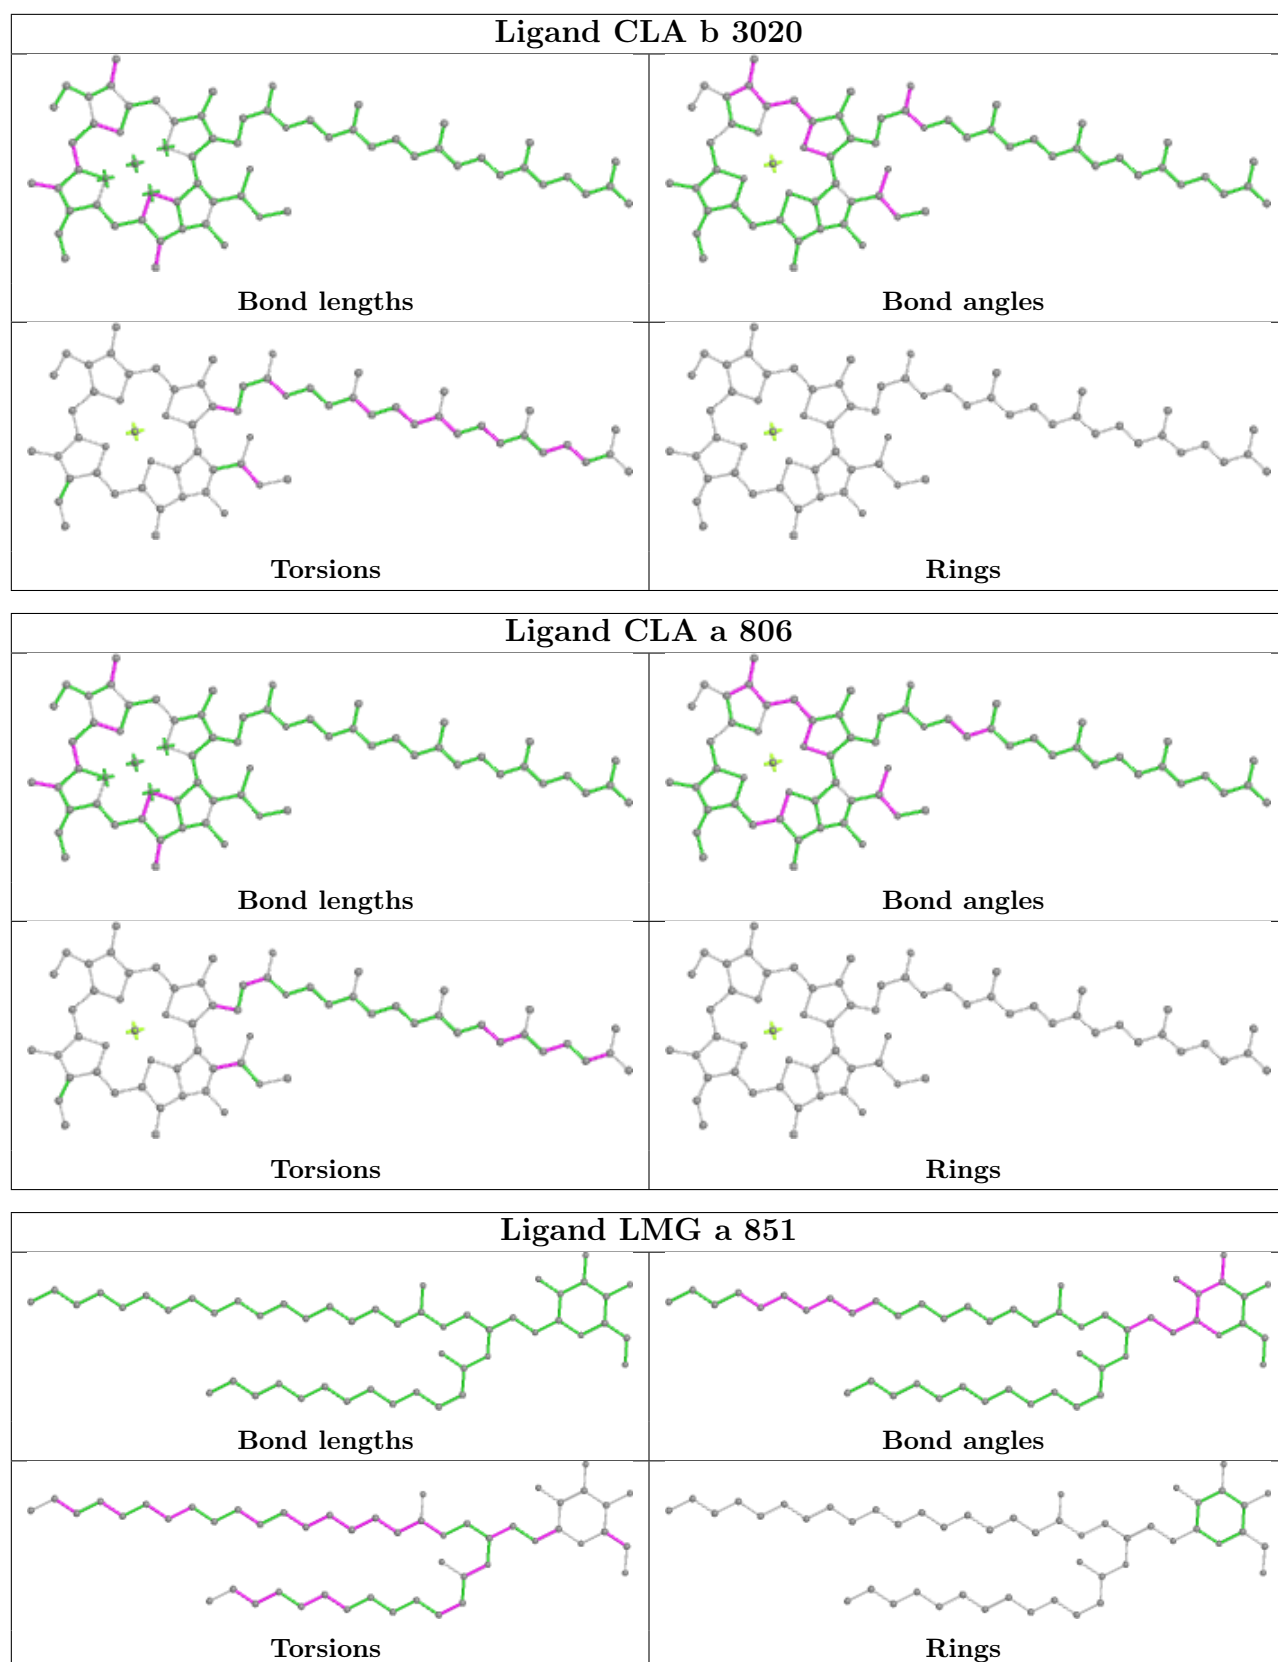 Ligand CLA b 3020
Bond lengths
Bond angles
Torsions
Rings
Ligand CLA a 806
Bond lengths
Bond angles
Torsions
Rings
Ligand LMG a 851
Bond lengths
Bond angles
Torsions
Rings